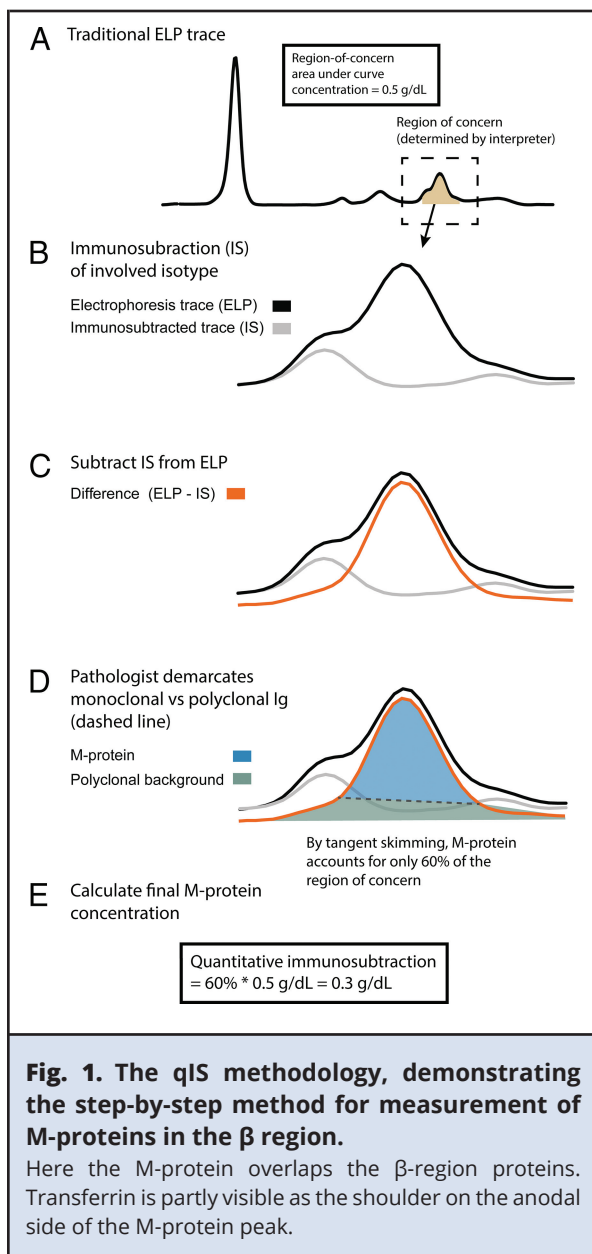 A Traditional ELP trace
Region-of-concern
area under curve
concentration = 0.5 g/dL
Region of concern
(determined by interpreter)
B Immunosubraction (IS)
of involved isotype
Electrophoresis trace (ELP)
Immunosubtracted trace (IS)
C Subtract IS from ELP
Difference (ELP - IS)
D Pathologist demarcates
monoclonal vs polyclonal Ig
(dashed line)
M-protein
Polyclonal background
By tangent skimming, M-protein
accounts for only 60% of the
region of concern
E Calculate final M-protein
concentration
Quantitative immunosubtraction
= 60% * 0.5 g/dL = 0.3 g/dL
Fig. 1. The qIS methodology, demonstrating
the step-by-step method for measurement of
M-proteins in the β region.
Here the M-protein overlaps the β-region proteins.
Transferrin is partly visible as the shoulder on the anodal
side of the M-protein peak.